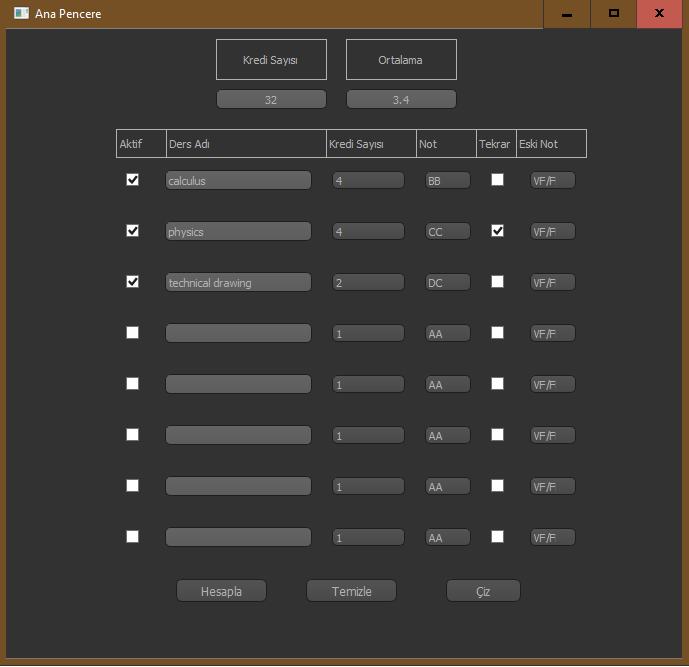 Ana Pencere
Kredi Sayısı Ortalama
32 3.4
Aktif Ders Adı Kredi Sayısı Not Tekrar Eski Not
calculus 4 BB VF/F
physics 4 CC VF/F
technical drawing 2 DC VF/F
1 AA VF/F
1 AA VF/F
1 AA VF/F
1 AA VF/F
1 AA VF/F
Hesapla Temizle Çiz